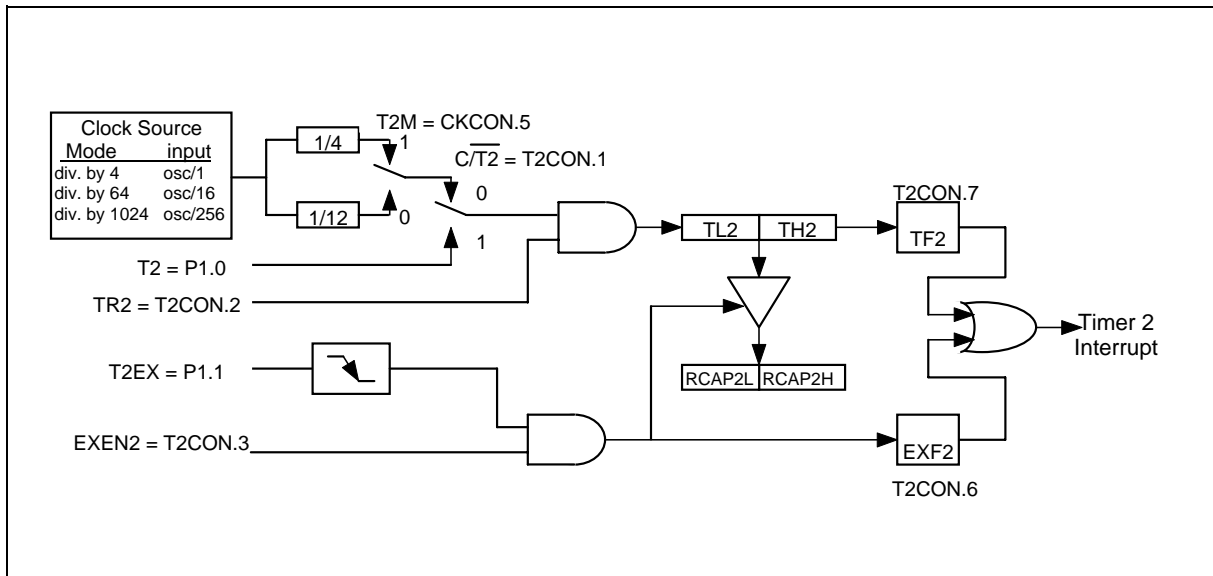 Clock Source
Mode input
div. by 4 osc/1
div. by 64 osc/16
div. by 1024 osc/256
1/4
1/12
T2M = CKCON.5
1
0
C/T2 = T2CON.1
0
1
T2 = P1.0
TR2 = T2CON.2
TL2 TH2
T2CON.7
TF2
Timer 2
Interrupt
T2EX = P1.1
RCAP2L RCAP2H
EXEN2 = T2CON.3
EXF2
T2CON.6